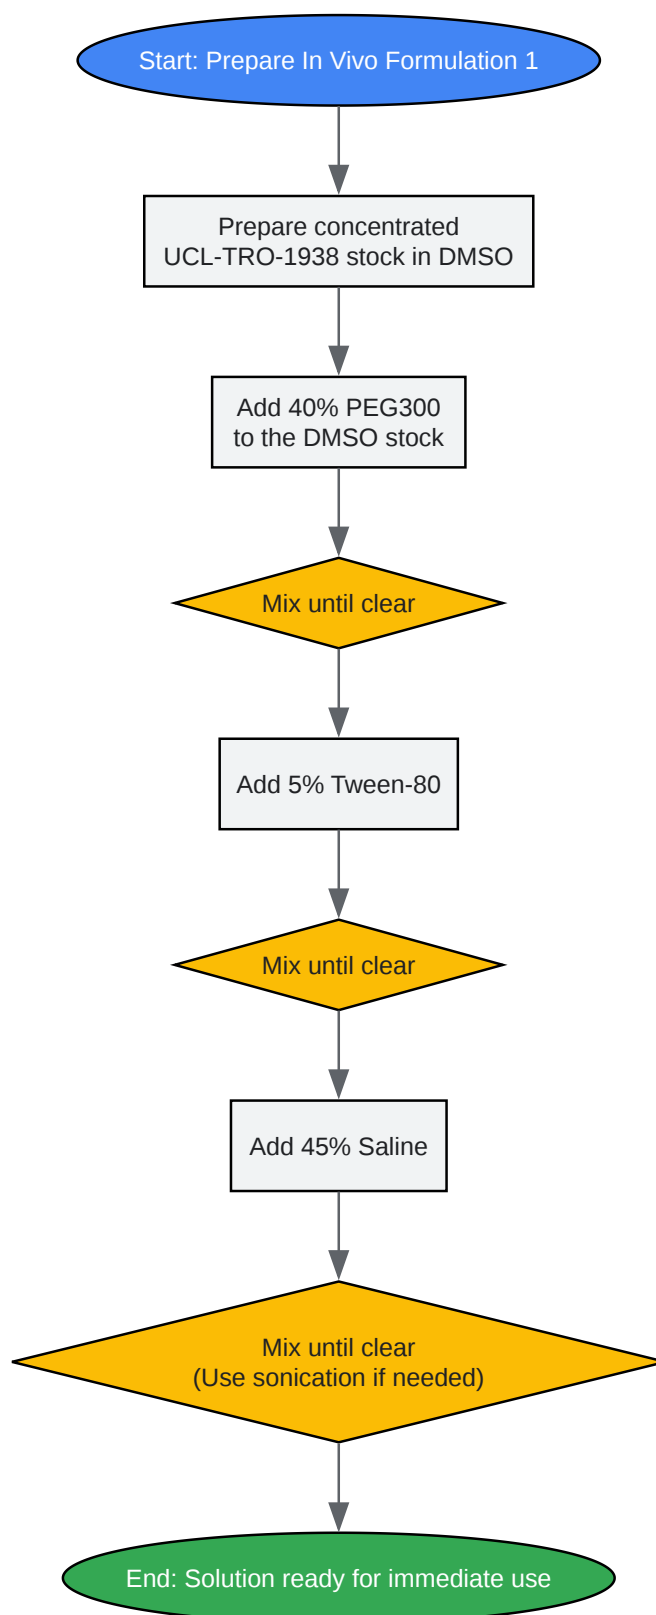 Start: Prepare In Vivo Formulation 1
Prepare concentrated
UCL-TRO-1938 stock in DMSO
Add 40% PEG300
to the DMSO stock
Mix until clear
Add 5% Tween-80
Mix until clear
Add 45% Saline
Mix until clear
(Use sonication if needed)
End: Solution ready for immediate use